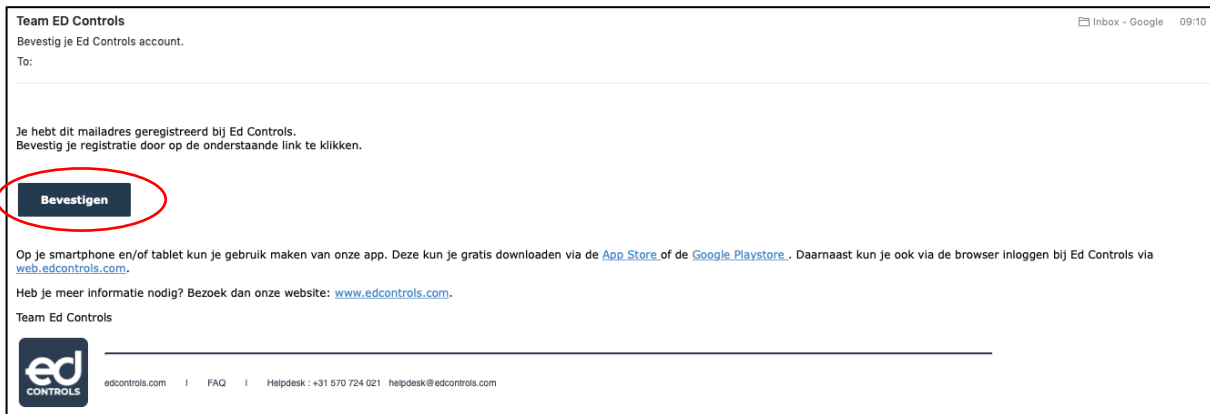 Team ED Controls
Inbox - Google 09:10
Bevestig je Ed Controls account.
To:
Je hebt dit mailadres geregistreerd bij Ed Controls.
Bevestig je registratie door op de onderstaande link te klikken.
Bevestigen
Op je smartphone en/of tablet kun je gebruik maken van onze app. Deze kun je gratis downloaden via de App Store of de Google Playstore . Daarnaast kun je ook via de browser inloggen bij Ed Controls via
web.edcontrols.com.
Heb je meer informatie nodig? Bezoek dan onze website: www.edcontrols.com.
Team Ed Controls
ed
CONTROLS
edcontrols.com | FAQ | Helpdesk : +31 570 724 021 helpdesk@edcontrols.com